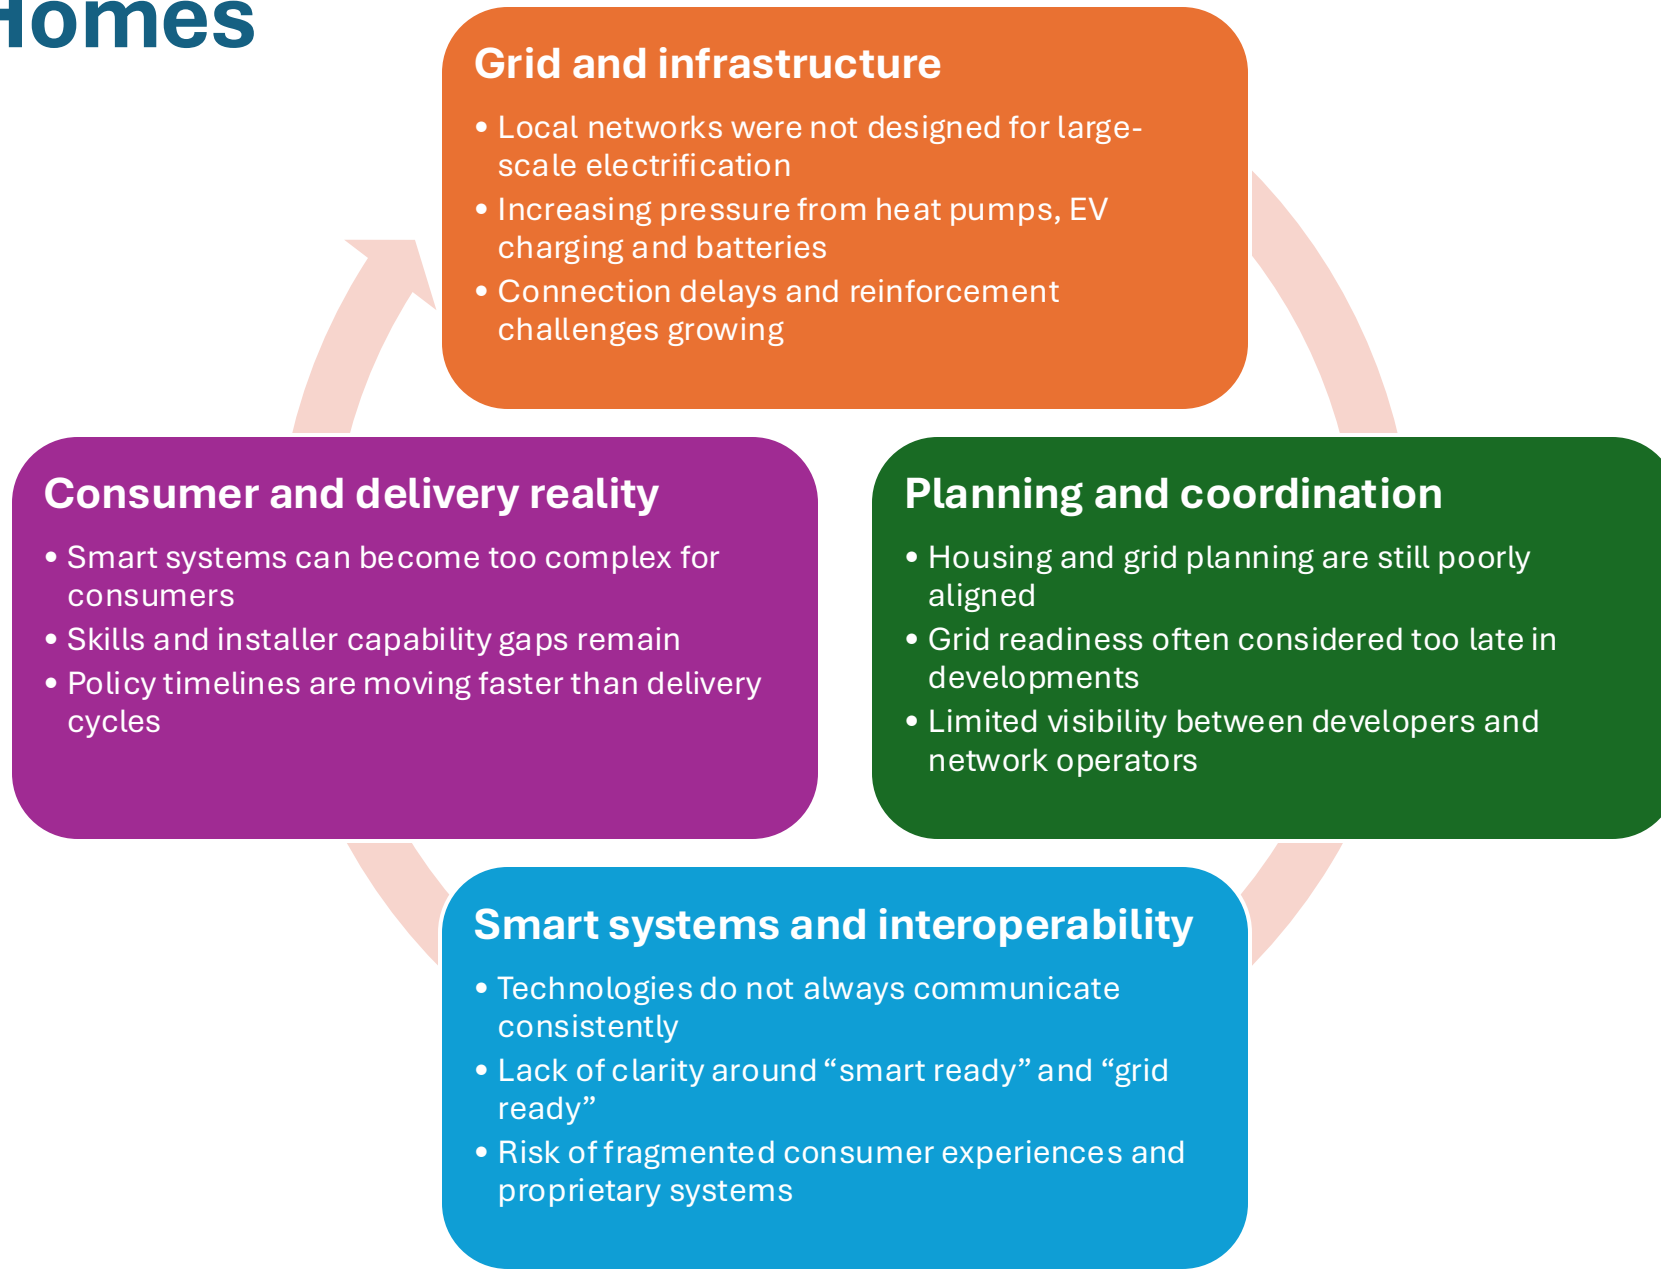 Homes
Grid and infrastructure
• Local networks were not designed for large-
scale electrification
• Increasing pressure from heat pumps, EV
charging and batteries
• Connection delays and reinforcement
challenges growing
Consumer and delivery reality
• Smart systems can become too complex for
consumers
• Skills and installer capability gaps remain
• Policy timelines are moving faster than delivery
cycles
Planning and coordination
• Housing and grid planning are still poorly
aligned
• Grid readiness often considered too late in
developments
• Limited visibility between developers and
network operators
Smart systems and interoperability
• Technologies do not always communicate
consistently
• Lack of clarity around “smart ready” and “grid
ready”
• Risk of fragmented consumer experiences and
proprietary systems